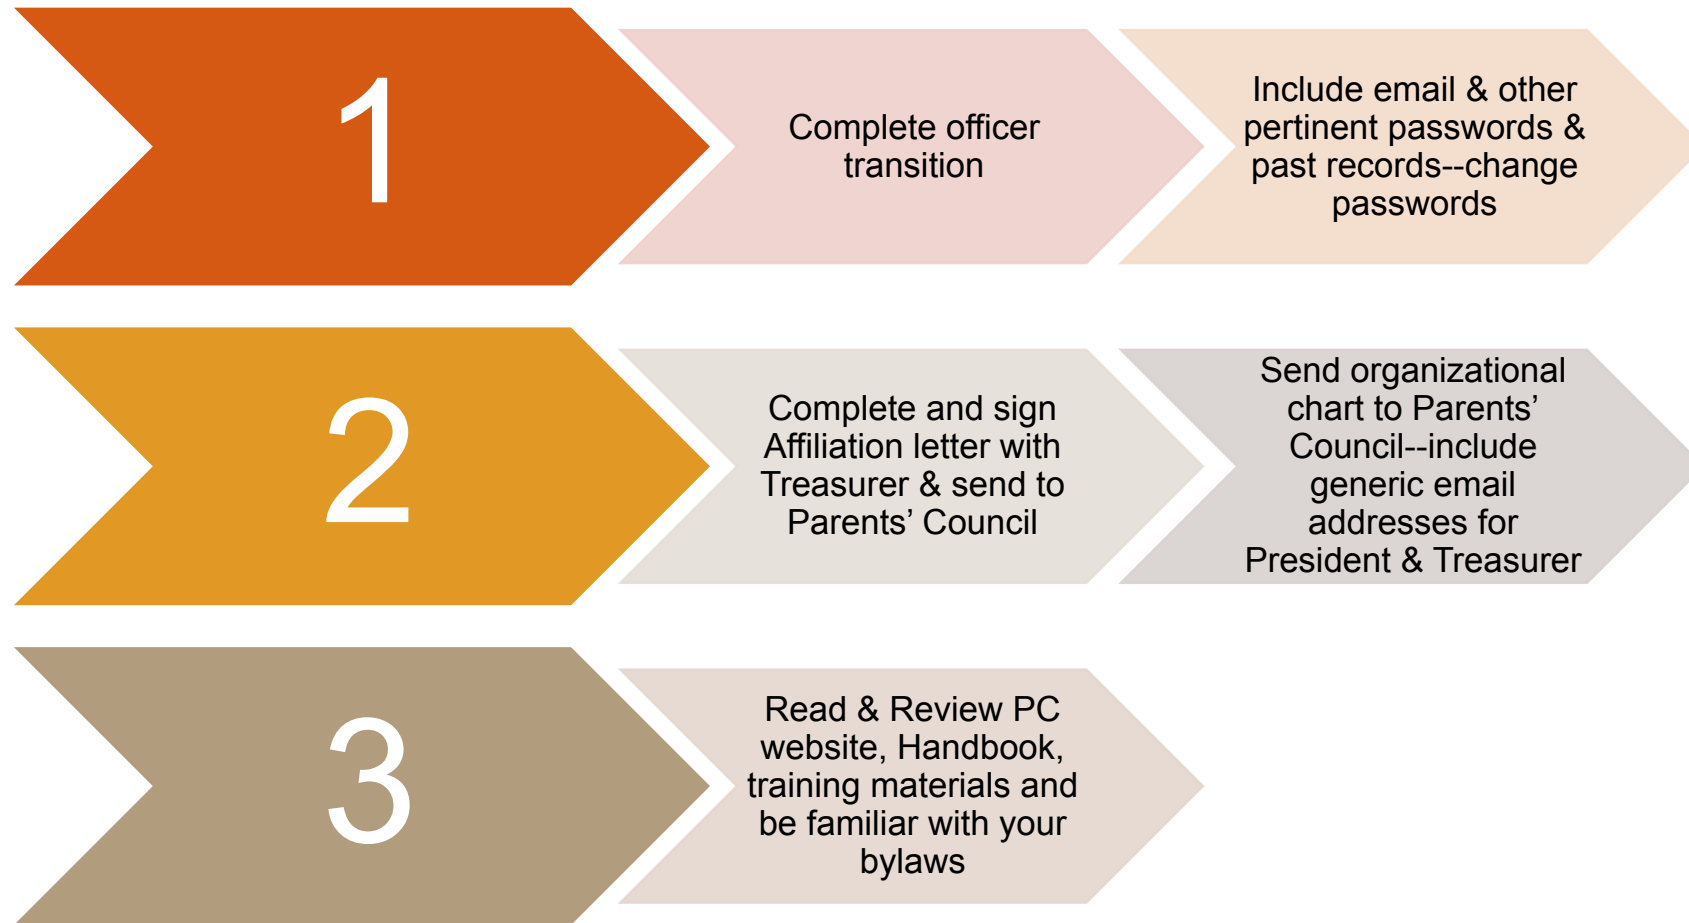 1
Complete officer
transition
Include email & other
pertinent passwords &
past records--change
passwords
2
Complete and sign
Affiliation letter with
Treasurer & send to
Parents’ Council
Send organizational
chart to Parents’
Council--include
generic email
addresses for
President & Treasurer
3
Read & Review PC
website, Handbook,
training materials and
be familiar with your
bylaws